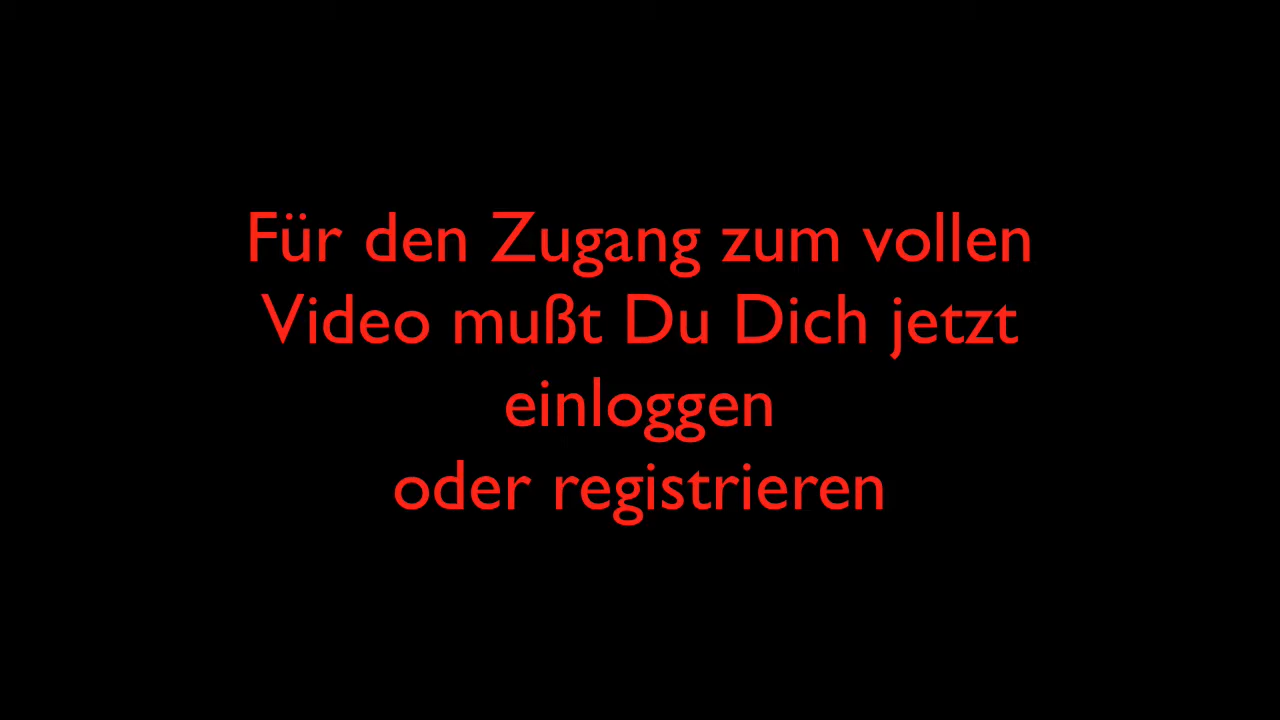 Für den Zugang zum vollen
Video mußt Du Dich jetzt
einloggen
oder registrieren